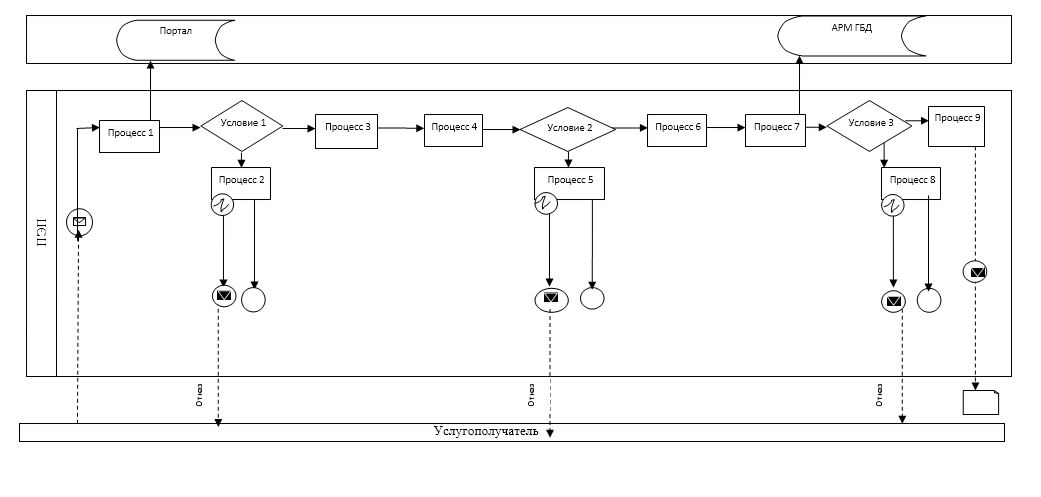 Портал
АРМ ГБД
Процесс 1
Условие 1
Процесс 3
Процесс 4
Условие 2
Процесс 6
Процесс 7
Условие 3
Процесс 9
Процесс 2
Процесс 5
Процесс 8
ПЄП
Отказ
Отказ
Отказ
Услугополучатель